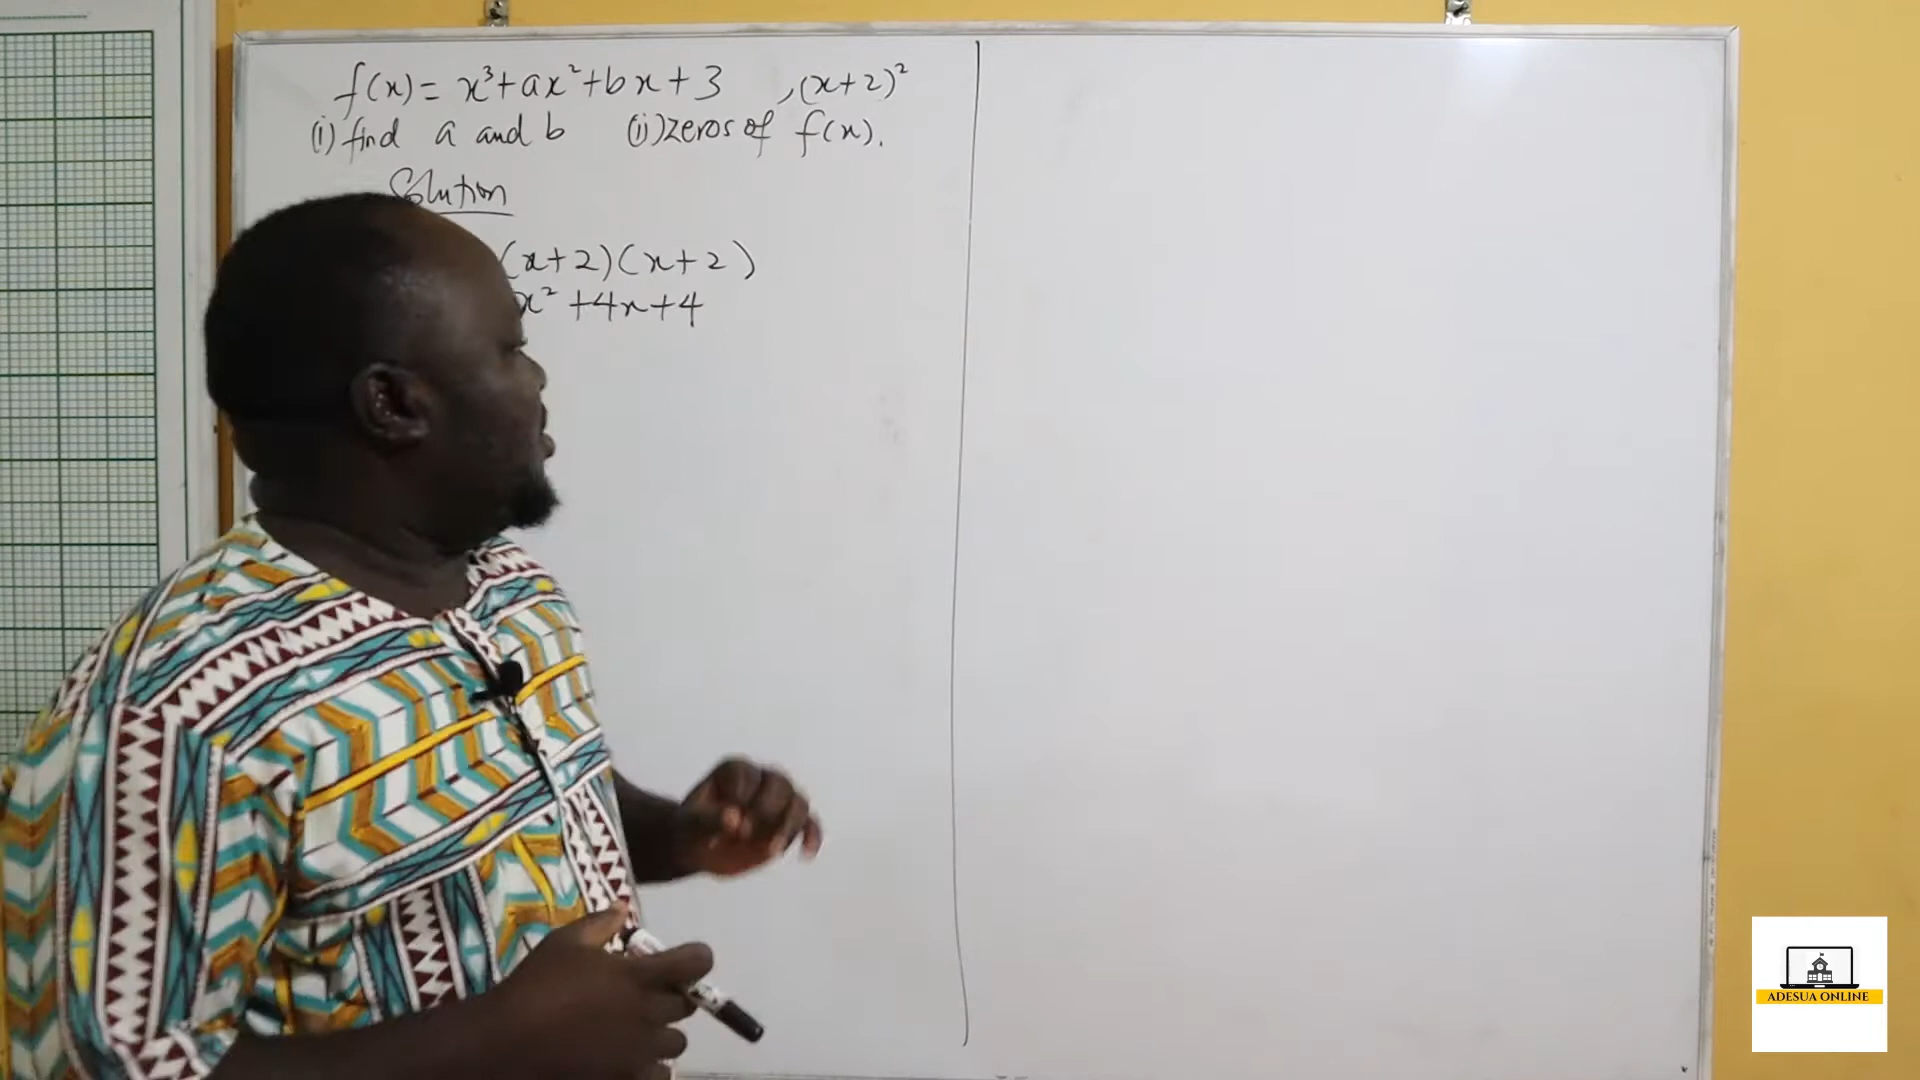 f(x) = x³+ax²+bx+3 , (x+2)²
(i) find a and b (ii) zeros of f(x).
Solution
(x+2)(x+2)
x² +4x+4
ADESUA ONLINE